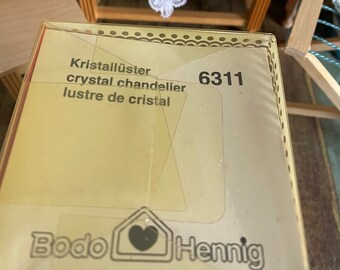 Kristallüster 6311
crystal chandelier
lustre de cristal
Bodo Hennig